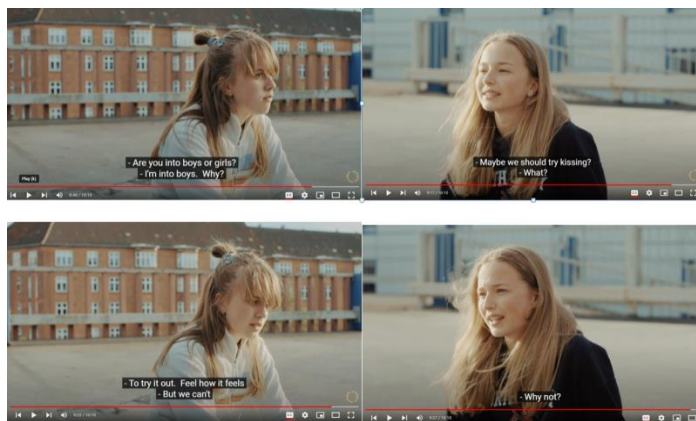 - Are you into boys or girls?
- I'm into boys. Why?
- Maybe we should try kissing?
- What?
- To try it out. Feel how it feels
- But we can't
- Why not?